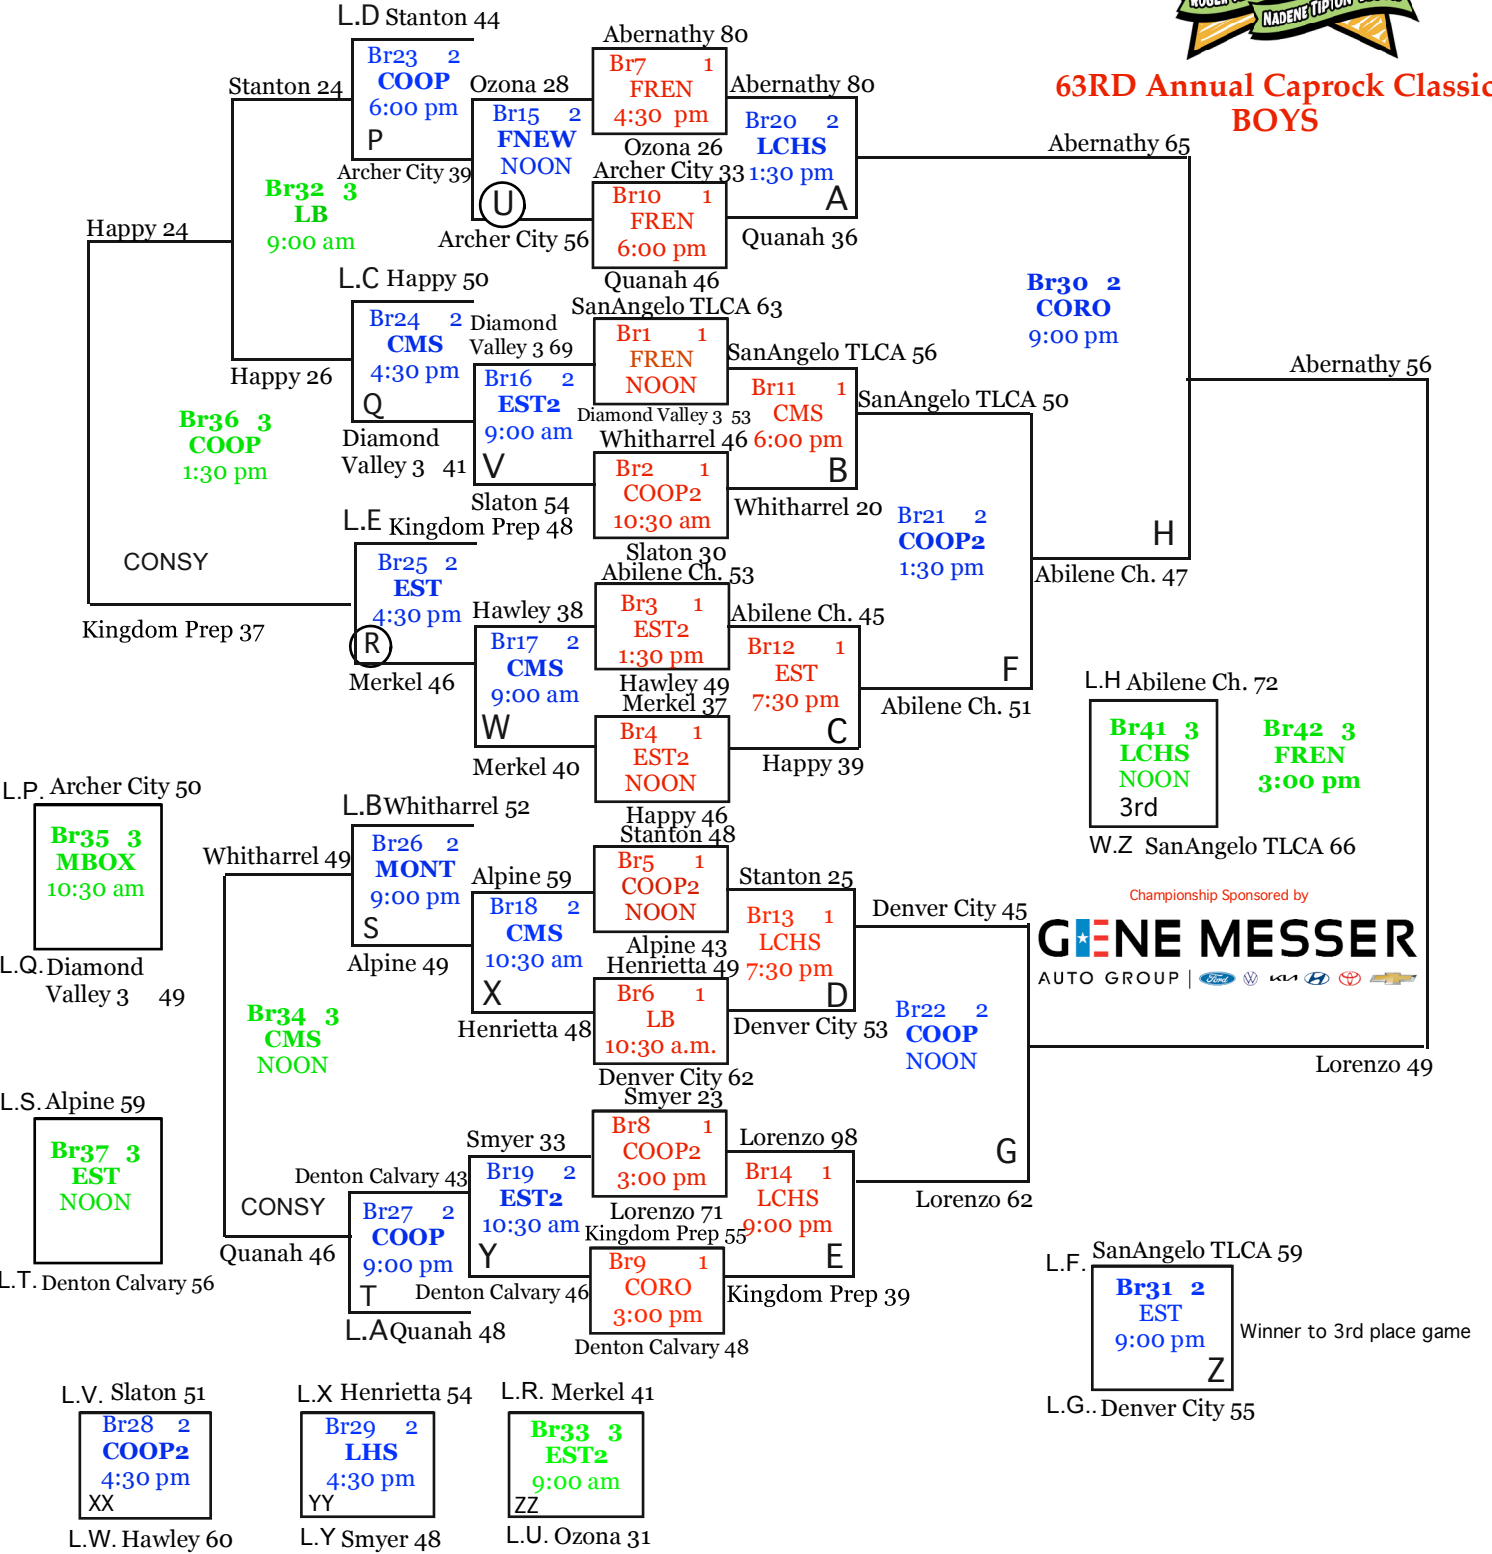 NADENE TIPTON
63RD Annual Caprock Classic
BOYS
L.D Stanton 44
Br23 2
COOP
6:00 pm
P
Archer City 39
Stanton 24
Br32 3
LB
9:00 am
Happy 24
L.C Happy 50
Br24 2
CMS
4:30 pm
Q
Diamond
Valley 3 41
Happy 26
Br36 3
COOP
1:30 pm
CONSY
Kingdom Prep 37
L.E Kingdom Prep 48
Br25 2
EST
4:30 pm
R
Merkel 46
Ozona 28
Br15 2
FNEW
NOON
U
Archer City 56
Diamond
Valley 3 69
Br16 2
EST2
9:00 am
V
Slaton 54
Hawley 38
Br17 2
CMS
9:00 am
W
Merkel 40
Abernathy 80
Br7 1
FREN
4:30 pm
Ozona 26
Archer City 33
Br10 1
FREN
6:00 pm
Quanah 46
SanAngelo TLCA 63
Br1 1
FREN
NOON
Diamond Valley 3 53
Whitharrel 46
Br2 1
COOP2
10:30 am
Slaton 30
Abilene Ch. 53
Br3 1
EST2
1:30 pm
Hawley 49
Merkel 37
Br4 1
EST2
NOON
Happy 46
Abernathy 80
Br20 2
LCHS
1:30 pm
A
Quanah 36
SanAngelo TLCA 56
Br11 1
CMS
6:00 pm
B
Whitharrel 20
Abilene Ch. 45
Br12 1
EST
7:30 pm
C
Happy 39
Abernathy 65
Br30 2
CORO
9:00 pm
H
Abilene Ch. 47
SanAngelo TLCA 50
Br21 2
COOP2
1:30 pm
F
Abilene Ch. 51
Abernathy 56
L.H Abilene Ch. 72
Br41 3
LCHS
NOON
3rd
W.Z SanAngelo TLCA 66
Br42 3
FREN
3:00 pm
Championship Sponsored by
GENE MESSER
AUTO GROUP | Ford KIA
Lorenzo 49
L.P. Archer City 50
Br35 3
MBOX
10:30 am
L.Q. Diamond
Valley 3 49
L.S. Alpine 59
Br37 3
EST
NOON
L.T. Denton Calvary 56
L.B Whitharrel 52
Br26 2
MONT
9:00 pm
S
Alpine 49
Whitharrel 49
Br34 3
CMS
NOON
CONSY
Quanah 46
Denton Calvary 43
Br27 2
COOP
9:00 pm
T
L.A Quanah 48
Alpine 59
Br18 2
CMS
10:30 am
X
Henrietta 48
Smyer 33
Br19 2
EST2
10:30 am
Y
Denton Calvary 46
Stanton 48
Br5 1
COOP2
NOON
Alpine 43
Henrietta 49
Br6 1
LB
10:30 a.m.
Denver City 62
Smyer 23
Br8 1
COOP2
3:00 pm
Lorenzo 71
Kingdom Prep 55
Br9 1
CORO
3:00 pm
Denton Calvary 48
Stanton 25
Br13 1
LCHS
7:30 pm
D
Denver City 53
Lorenzo 98
Br14 1
LCHS
9:00 pm
E
Kingdom Prep 39
Denver City 45
Br22 2
COOP
NOON
G
Lorenzo 62
L.F. SanAngelo TLCA 59
Br31 2
EST
9:00 pm
Z
Winner to 3rd place game
L.G.. Denver City 55
L.V. Slaton 51
Br28 2
COOP2
4:30 pm
XX
L.W. Hawley 60
L.X Henrietta 54
Br29 2
LHS
4:30 pm
YY
L.Y Smyer 48
L.R. Merkel 41
Br33 3
EST2
9:00 am
ZZ
L.U. Ozona 31